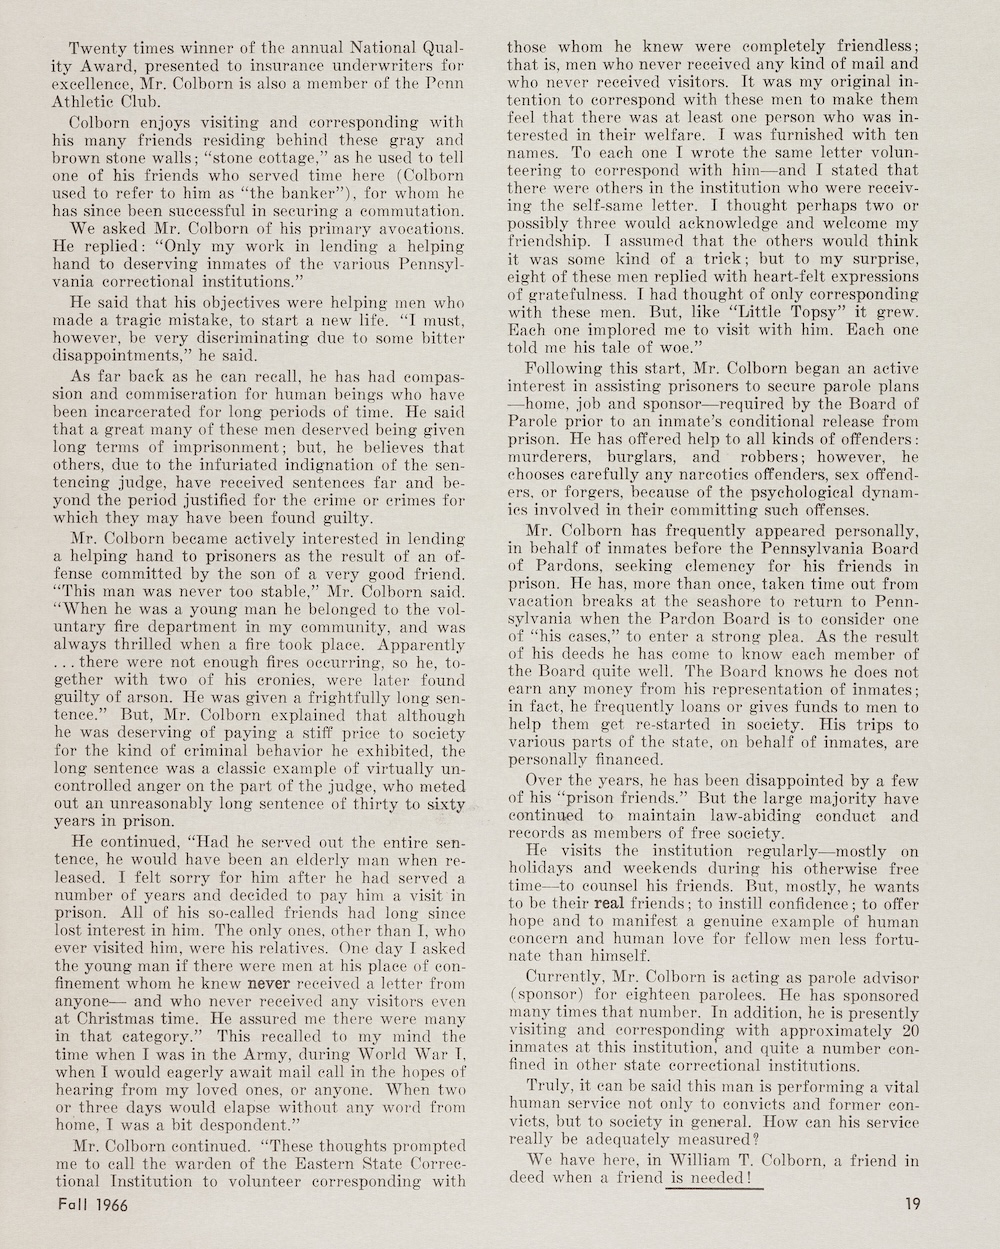 Twenty times winner of the annual National Qual-
ity Award, presented to insurance underwriters for
excellence, Mr. Colborn is also a member of the Penn
Athletic Club.
Colborn enjoys visiting and corresponding with
his many friends residing behind these gray and
brown stone walls; “stone cottage,” as he used to tell
one of his friends who served time here (Colborn
used to refer to him as “the banker”), for whom he
has since been successful in securing a commutation.
We asked Mr. Colborn of his primary avocations.
He replied: “Only my work in lending a helping
hand to deserving inmates of the various Pennsyl-
vania correctional institutions.”
He said that his objectives were helping men who
made a tragic mistake, to start a new life. “I must,
however, be very discriminating due to some bitter
disappointments,” he said.
As far back as he can recall, he has had compas-
sion and commiseration for human beings who have
been incarcerated for long periods of time. He said
that a great many of these men deserved being given
long terms of imprisonment; but, he believes that
others, due to the infuriated indignation of the sen-
tencing judge, have received sentences far and be-
yond the period justified for the crime or crimes for
which they may have been found guilty.
Mr. Colborn became actively interested in lending
a helping hand to prisoners as the result of an of-
fense committed by the son of a very good friend.
“This man was never too stable,” Mr. Colborn said.
“When he was a young man he belonged to the vol-
untary fire department in my community, and was
always thrilled when a fire took place. Apparently
. . . there were not enough fires occurring, so he, to-
gether with two of his cronies, were later found
guilty of arson. He was given a frightfully long sen-
tence.” But, Mr. Colborn explained that although
he was deserving of paying a stiff price to society
for the kind of criminal behavior he exhibited, the
long sentence was a classic example of virtually un-
controlled anger on the part of the judge, who meted
out an unreasonably long sentence of thirty to sixty
years in prison.
He continued, “Had he served out the entire sen-
tence, he would have been an elderly man when re-
leased. I felt sorry for him after he had served a
number of years and decided to pay him a visit in
prison. All of his so-called friends had long since
lost interest in him. The only ones, other than I, who
ever visited him, were his relatives. One day I asked
the young man if there were men at his place of con-
finement whom he knew never received a letter from
anyone— and who never received any visitors even
at Christmas time. He assured me there were many
in that category.” This recalled to my mind the
time when I was in the Army, during World War I,
when I would eagerly await mail call in the hopes of
hearing from my loved ones, or anyone. When two
or three days would elapse without any word from
home, I was a bit despondent.”
Mr. Colborn continued. “These thoughts prompted
me to call the warden of the Eastern State Correc-
tional Institution to volunteer corresponding with
those whom he knew were completely friendless;
that is, men who never received any kind of mail and
who never received visitors. It was my original in-
tention to correspond with these men to make them
feel that there was at least one person who was in-
terested in their welfare. I was furnished with ten
names. To each one I wrote the same letter volun-
teering to correspond with him—and I stated that
there were others in the institution who were receiv-
ing the self-same letter. I thought perhaps two or
possibly three would acknowledge and welcome my
friendship. I assumed that the others would think
it was some kind of a trick; but to my surprise,
eight of these men replied with heart-felt expressions
of gratefulness. I had thought of only corresponding
with these men. But, like “Little Topsy” it grew.
Each one implored me to visit with him. Each one
told me his tale of woe.”
Following this start, Mr. Colborn began an active
interest in assisting prisoners to secure parole plans
—home, job and sponsor—required by the Board of
Parole prior to an inmate's conditional release from
prison. He has offered help to all kinds of offenders:
murderers, burglars, and robbers; however, he
chooses carefully any narcotics offenders, sex offend-
ers, or forgers, because of the psychological dynam-
ics involved in their committing such offenses.
Mr. Colborn has frequently appeared personally,
in behalf of inmates before the Pennsylvania Board
of Pardons, seeking clemency for his friends in
prison. He has, more than once, taken time out from
vacation breaks at the seashore to return to Penn-
sylvania when the Pardon Board is to consider one
of “his cases,” to enter a strong plea. As the result
of his deeds he has come to know each member of
the Board quite well. The Board knows he does not
earn any money from his representation of inmates;
in fact, he frequently loans or gives funds to men to
help them get re-started in society. His trips to
various parts of the state, on behalf of inmates, are
personally financed.
Over the years, he has been disappointed by a few
of his “prison friends.” But the large majority have
continued to maintain law-abiding conduct and
records as members of free society.
He visits the institution regularly—mostly on
holidays and weekends during his otherwise free
time—to counsel his friends. But, mostly, he wants
to be their real friends; to instill confidence; to offer
hope and to manifest a genuine example of human
concern and human love for fellow men less fortu-
nate than himself.
Currently, Mr. Colborn is acting as parole advisor
(sponsor) for eighteen parolees. He has sponsored
many times that number. In addition, he is presently
visiting and corresponding with approximately 20
inmates at this institution, and quite a number con-
fined in other state correctional institutions.
Truly, it can be said this man is performing a vital
human service not only to convicts and former con-
victs, but to society in general. How can his service
really be adequately measured?
We have here, in William T. Colborn, a friend in
deed when a friend is needed!
Fall 1966
19